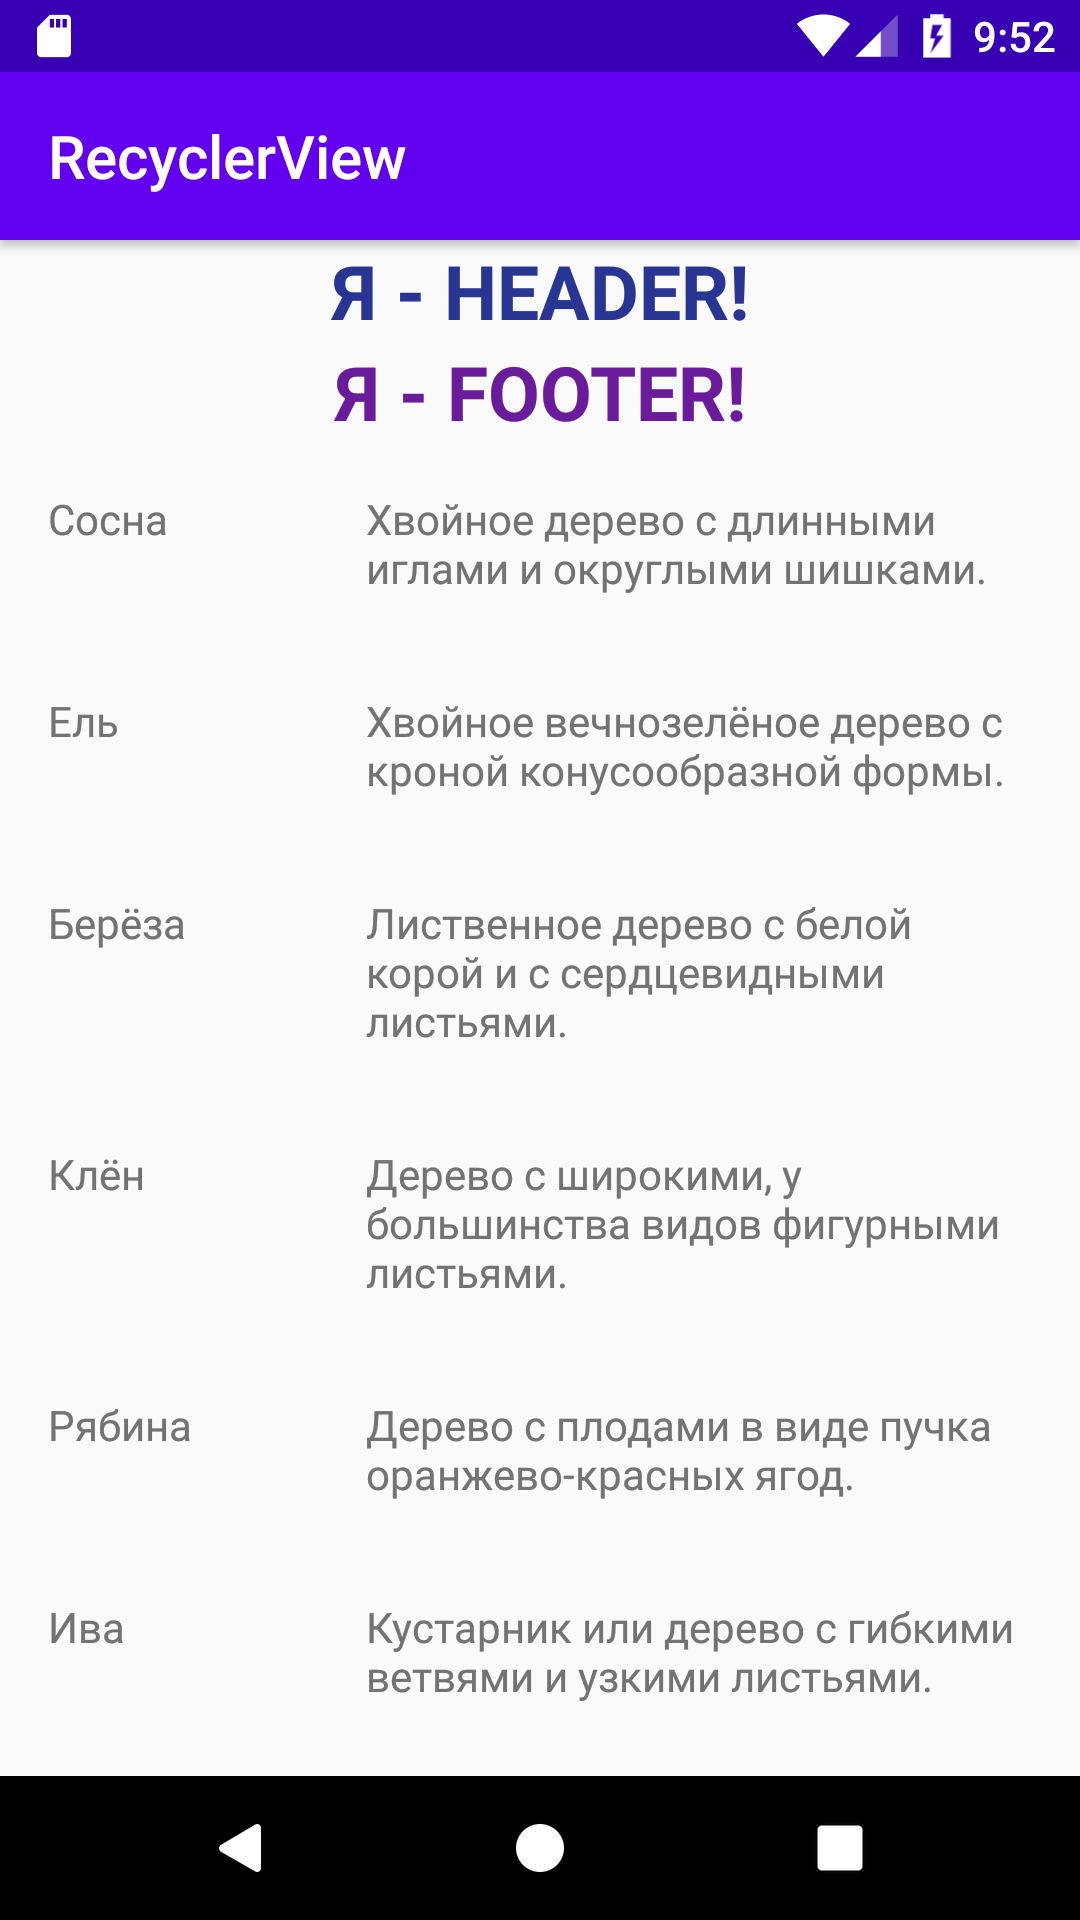 9:52
RecyclerView
Я - HEADER!
Я - FOOTER!
Сосна
Хвойное дерево с длинными
иглами и округлыми шишками.
Ель
Хвойное вечнозелёное дерево с
кроной конусообразной формы.
Берёза
Лиственное дерево с белой
корой и с сердцевидными
листьями.
Клён
Дерево с широкими, у
большинства видов фигурными
листьями.
Рябина
Дерево с плодами в виде пучка
оранжево-красных ягод.
Ива
Кустарник или дерево с гибкими
ветвями и узкими листьями.